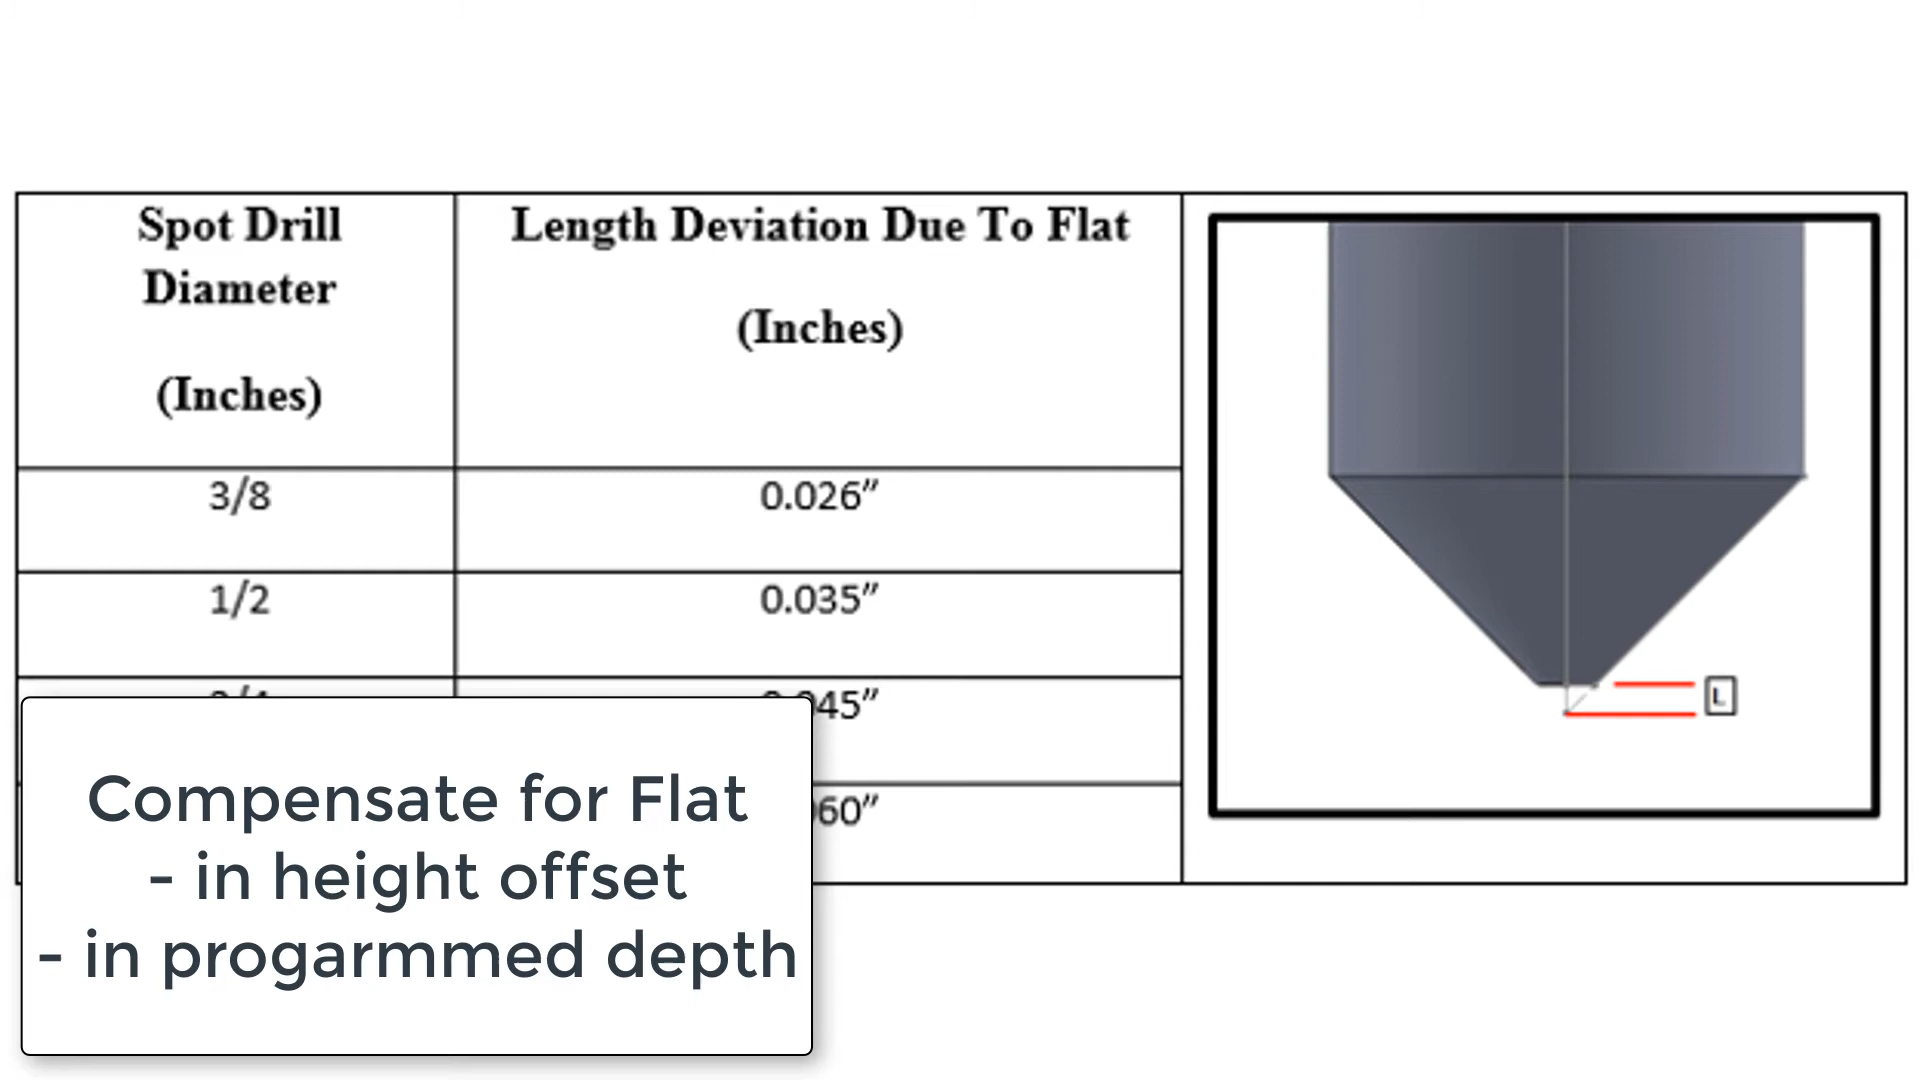 Spot Drill
Diameter
(Inches)
Length Deviation Due To Flat
(Inches)
3/8
0.026″
1/2
0.035″
45″
60″
L
Compensate for Flat
- in height offset
- in progarmmed depth